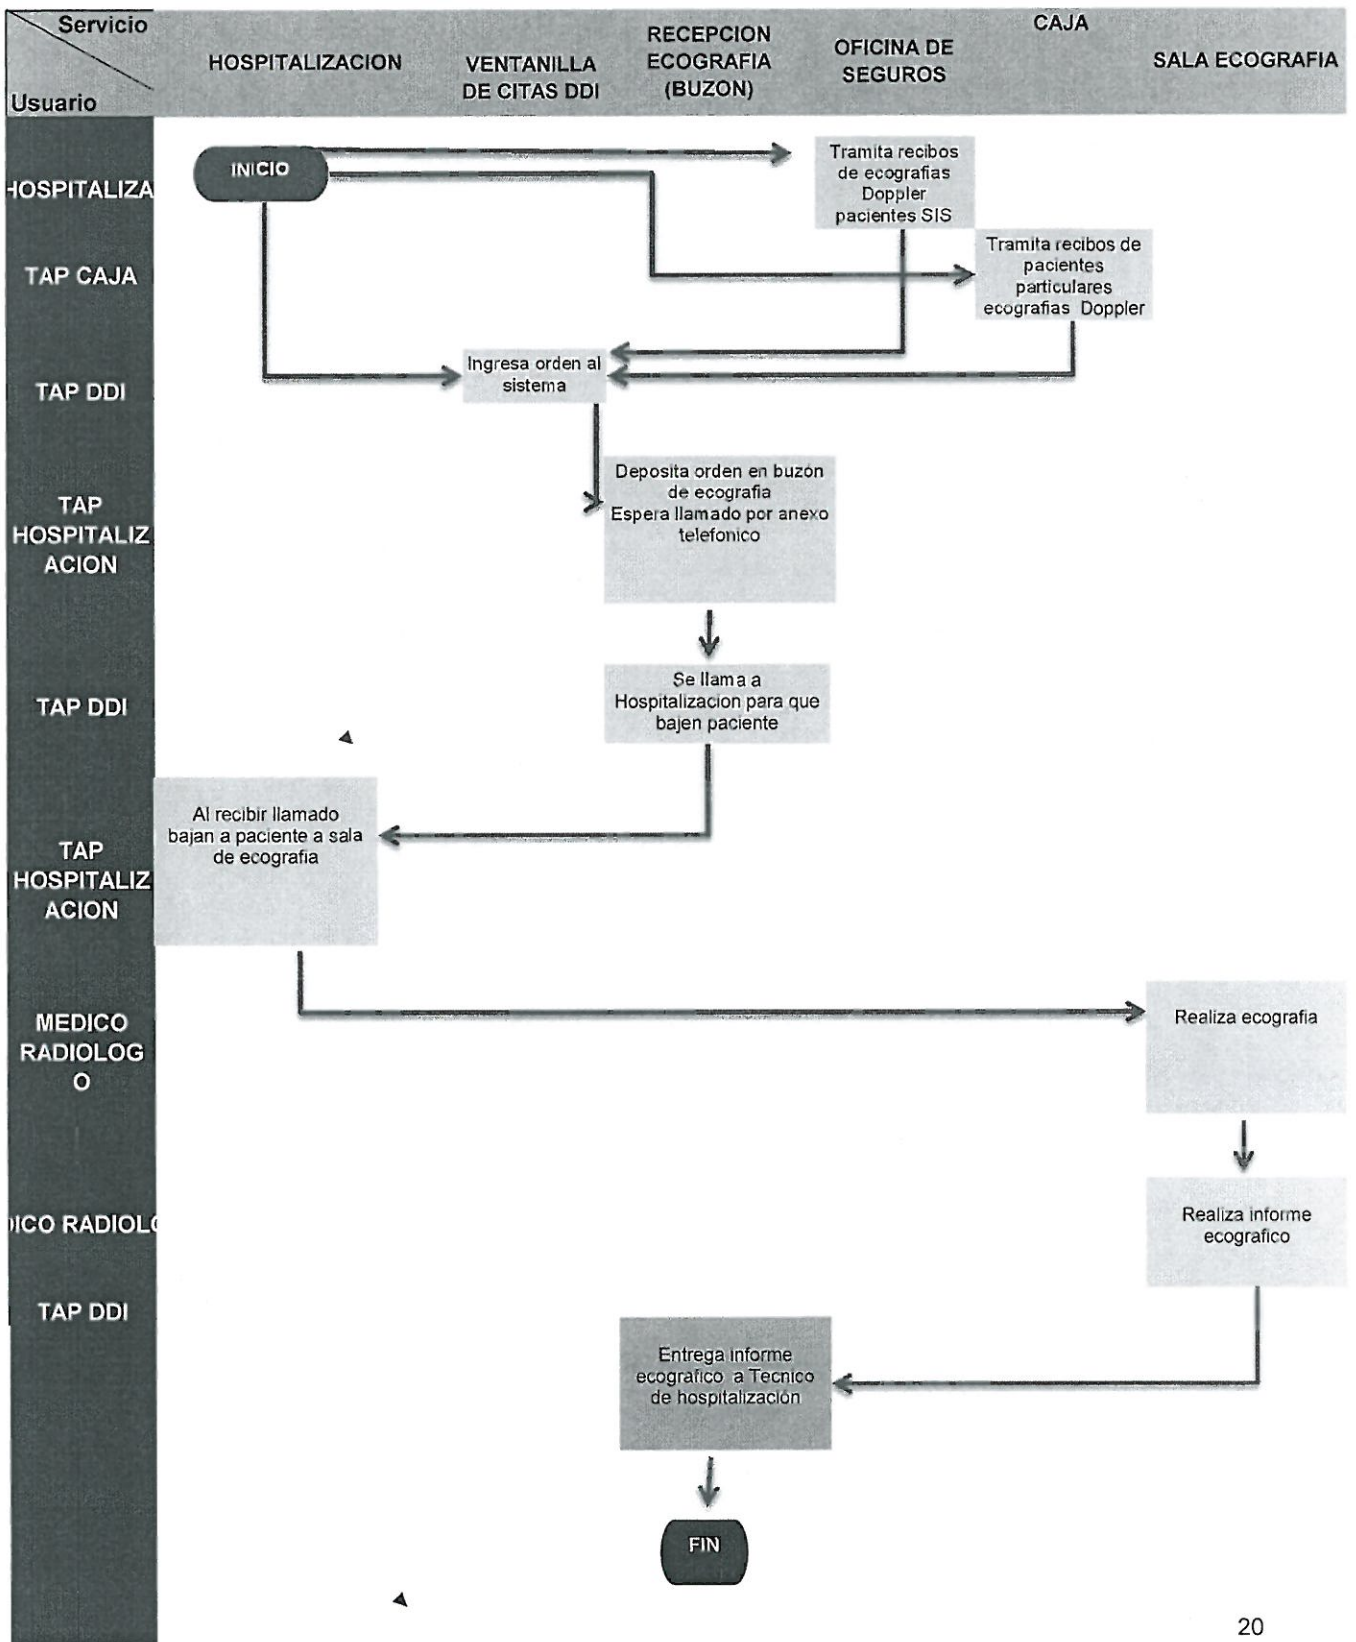 Servicio
Usuario
HOSPITALIZACION
VENTANILLA
DE CITAS DDI
RECEPCION
ECOGRAFIA
(BUZON)
OFICINA DE
SEGUROS
CAJA
SALA ECOGRAFIA
HOSPITALIZA
INICIO
Tramita recibos
de ecografias
Doppler
pacientes SIS
TAP CAJA
Tramita recibos de
pacientes
particulares
ecografias Doppler
TAP DDI
Ingresa orden al
sistema
TAP
HOSPITALIZ
ACION
Deposita orden en buzón
de ecografia
Espera llamado por anexo
telefonico
TAP DDI
Se llama a
Hospitalizacion para que
bajen paciente
TAP
HOSPITALIZ
ACION
Al recibir llamado
bajan a paciente a sala
de ecografia
MEDICO
RADIOLOG
O
Realiza ecografia
DICO RADIOLO
Realiza informe
ecografico
TAP DDI
Entrega informe
ecografico a Tecnico
de hospitalización
FIN
20